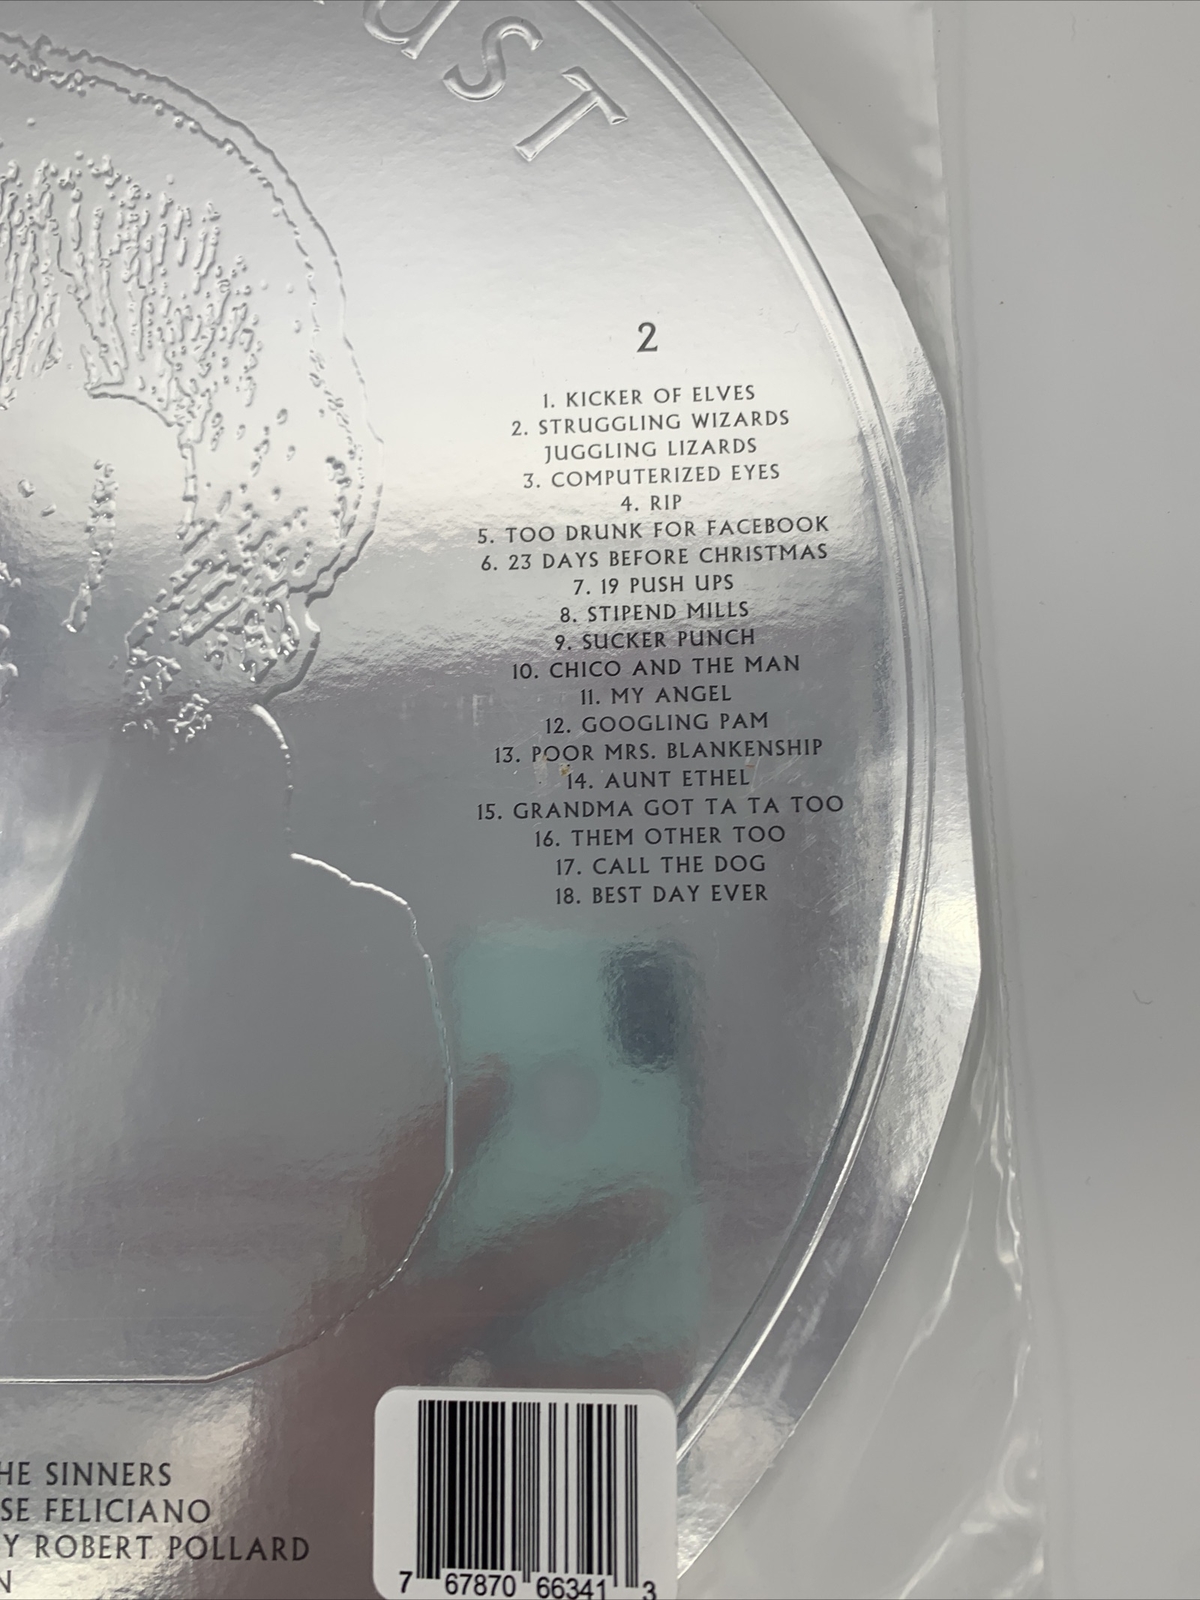 UST
2
1. KICKER OF ELVES
2. STRUGGLING WIZARDS
JUGGLING LIZARDS
3. COMPUTERIZED EYES
4. RIP
5. TOO DRUNK FOR FACEBOOK
6. 23 DAYS BEFORE CHRISTMAS
7. 19 PUSH UPS
8. STIPEND MILLS
9. SUCKER PUNCH
10. CHICO AND THE MAN
11. MY ANGEL
12. GOOGLING PAM
13. POOR MRS. BLANKENSHIP
14. AUNT ETHEL
15. GRANDMA GOT TA TA TOO
16. THEM OTHER TOO
17. CALL THE DOG
18. BEST DAY EVER
HE SINNERS
SE FELICIANO
Y ROBERT POLLARD
N
7 67870 66341 3